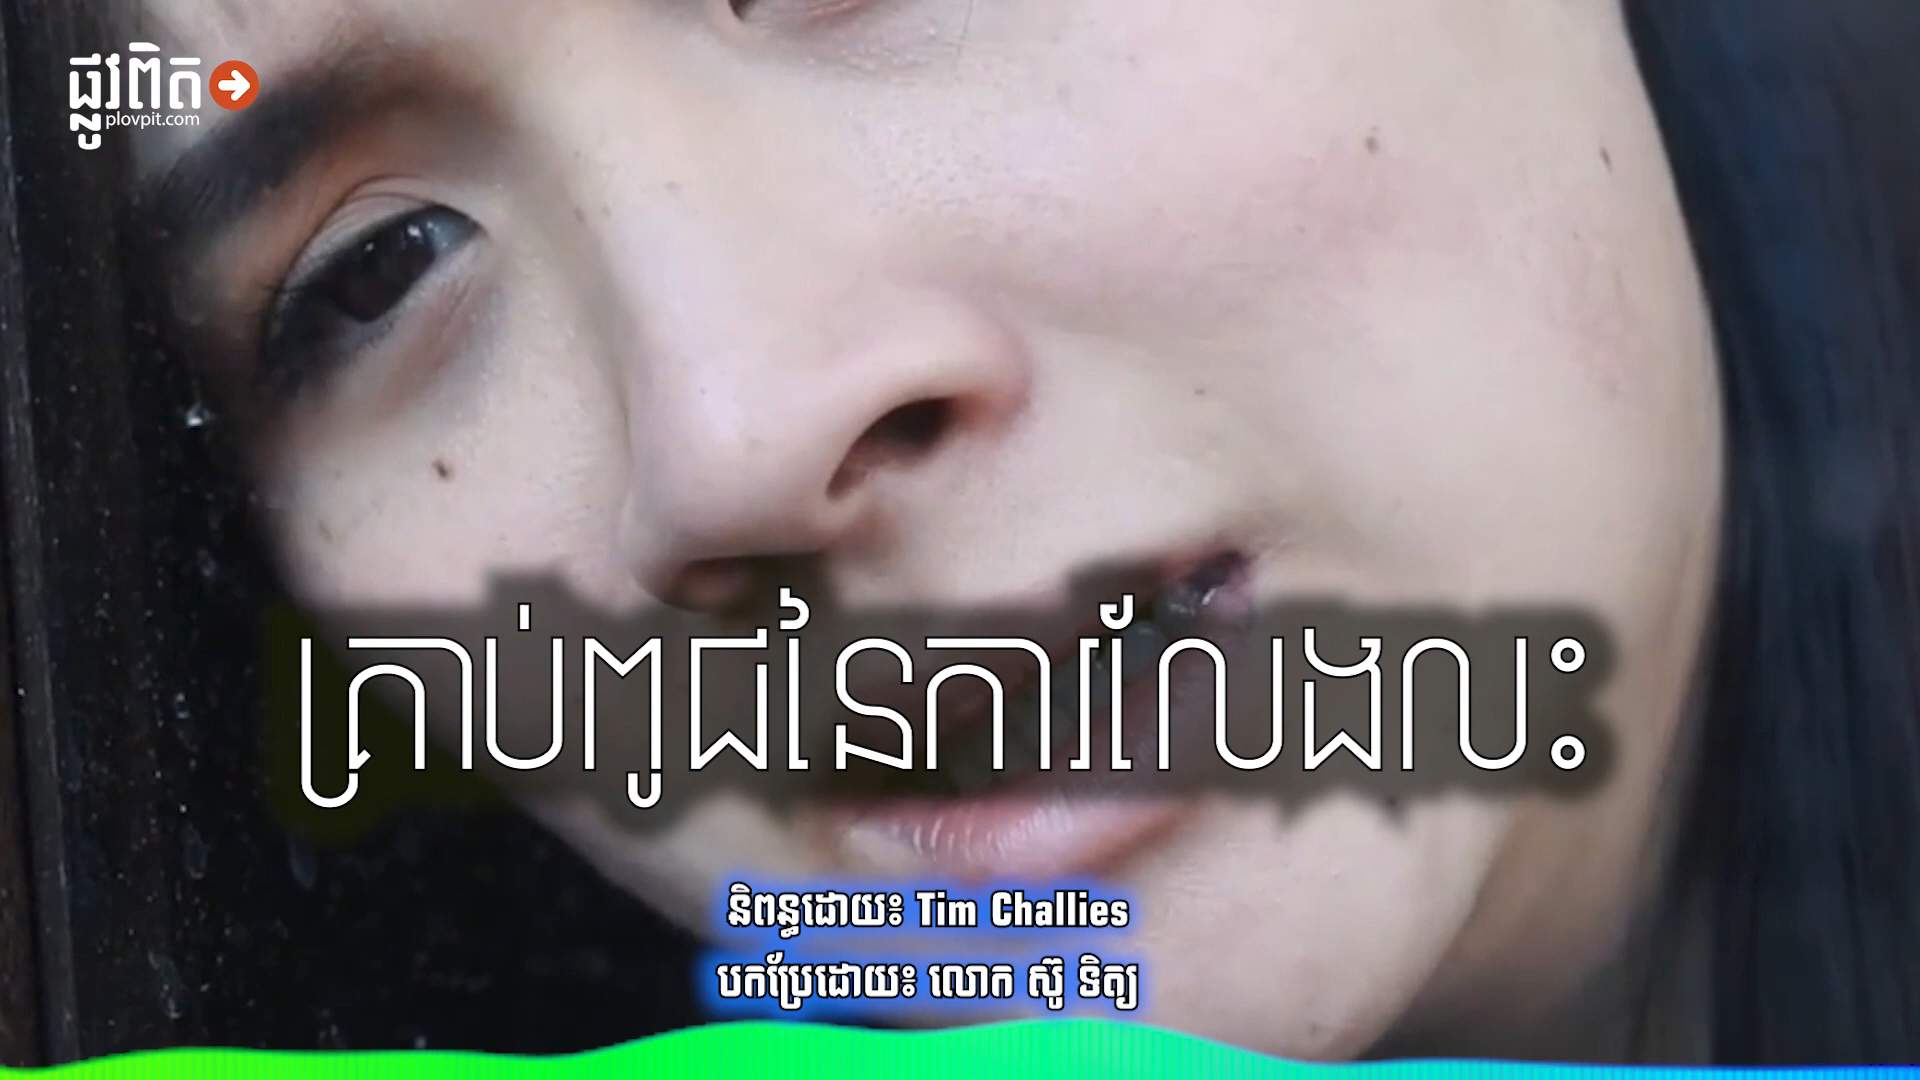 ផ្លូវពិត
plovpit.com
គ្រាប់ពូជនៃការលែងលះ
និពន្ធដោយ៖ Tim Challies
បកប្រែដោយ៖ លោក ស៊ូ ទិត្យ